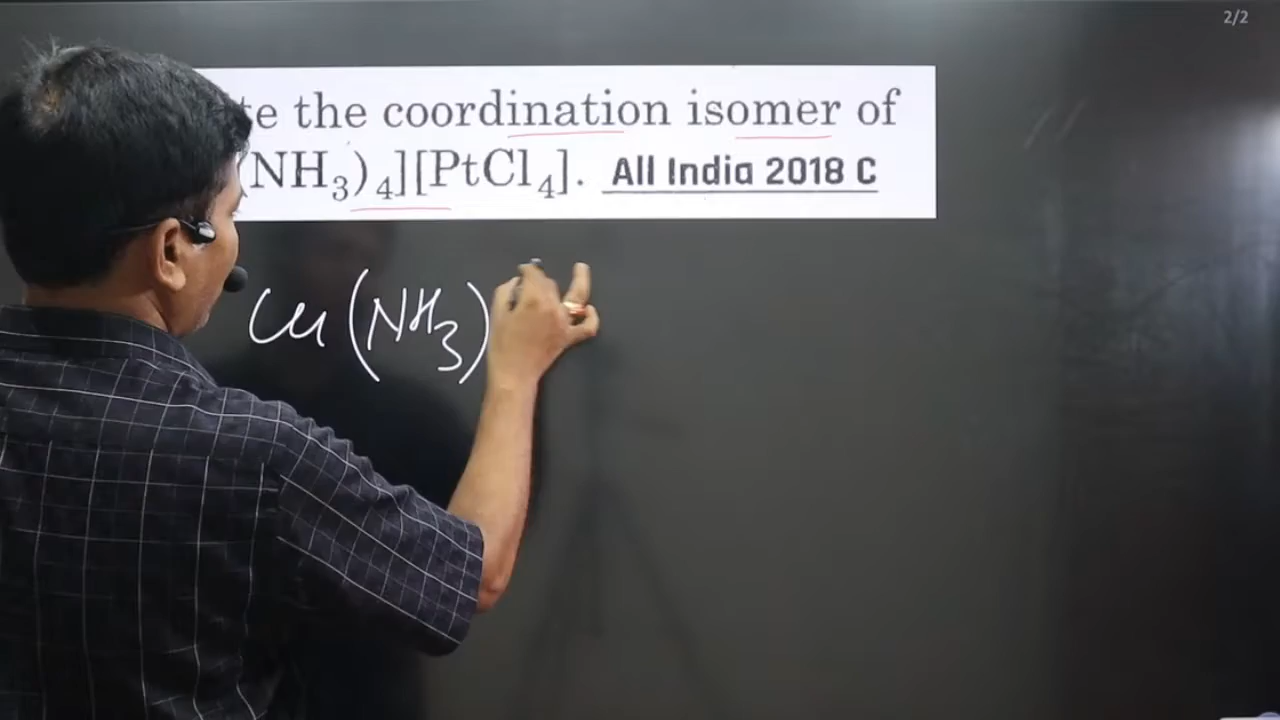 2/2
te the coordination isomer of
(NH₃)₄][PtCl₄]. All India 2018 C
Cu(NH₃)